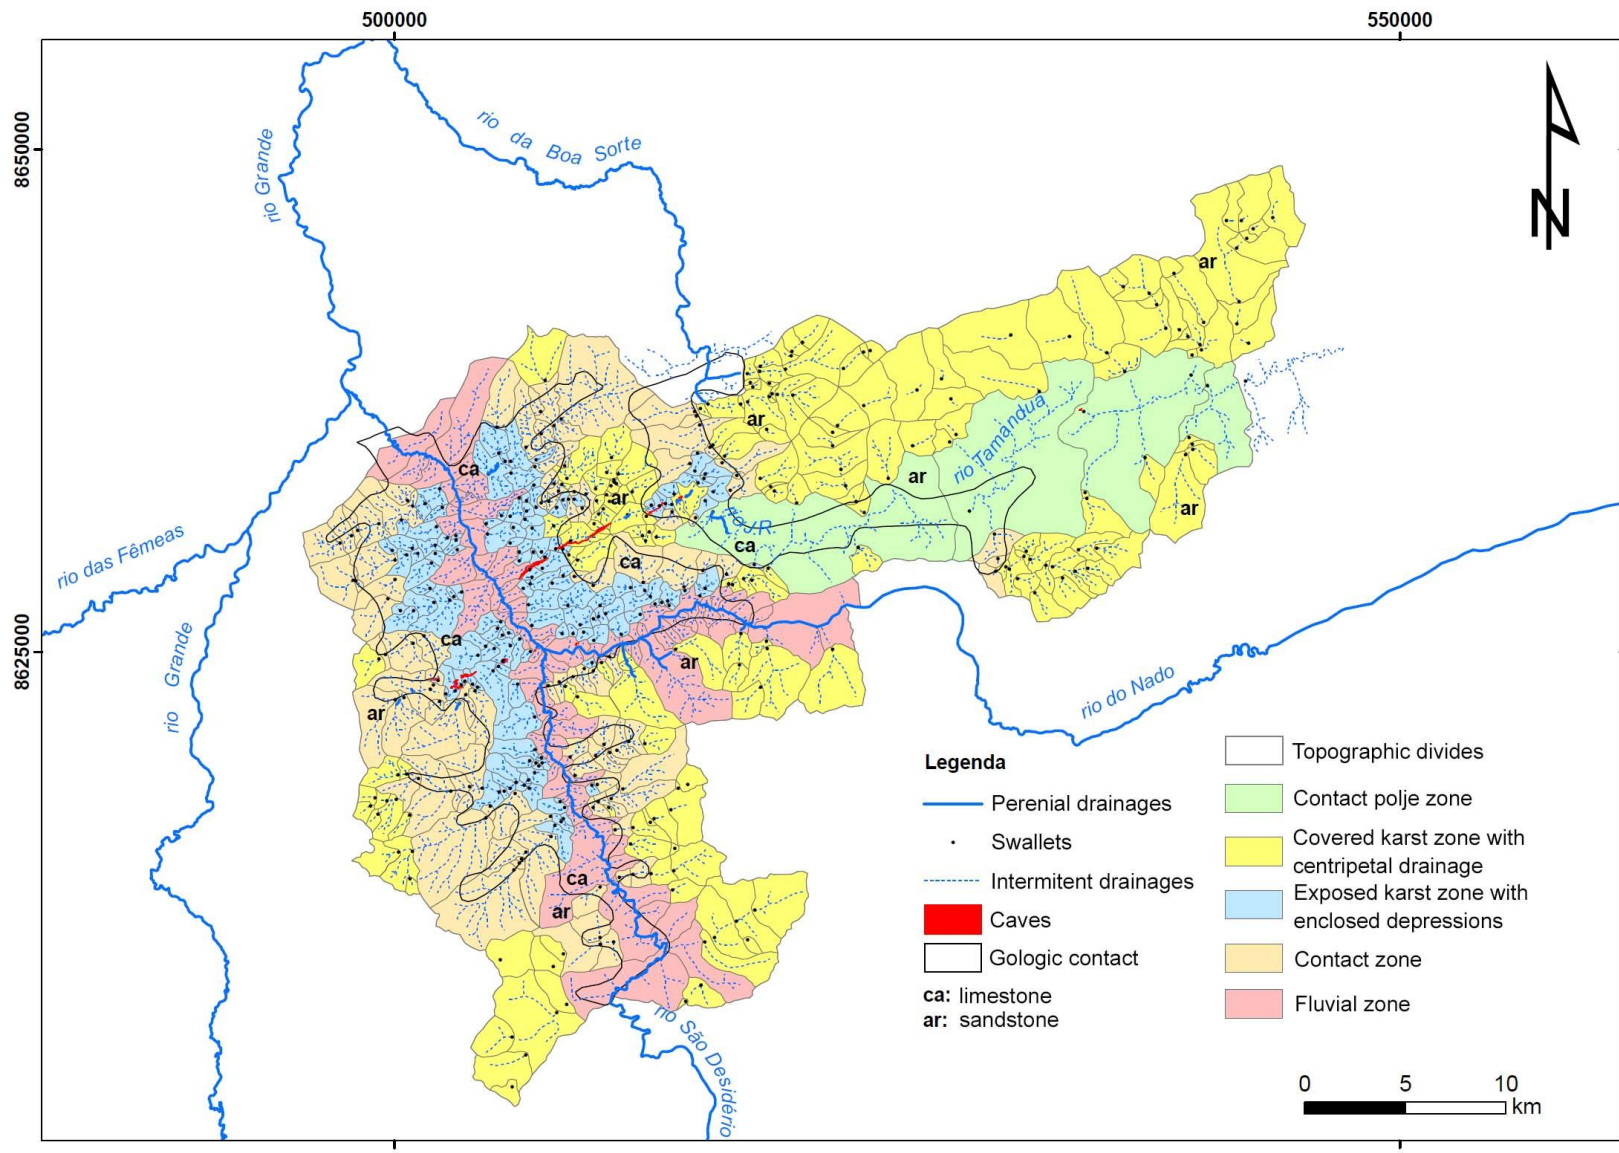 500000
550000
8650000
8625000
rio Grande
rio da Boa Sorte
ar
ar
rio Tamanduá
ca
ar
ar
ar
rio JR
ca
ca
rio das Fêmeas
rio Grande
ca
ar
ar
rio do Nado
ca
ar
rio São Desidério
Legenda
Perenial drainages
Swallets
Intermitent drainages
Caves
Gologic contact
ca: limestone
ar: sandstone
Topographic divides
Contact polje zone
Covered karst zone with
centripetal drainage
Exposed karst zone with
enclosed depressions
Contact zone
Fluvial zone
N
0 5 10
km